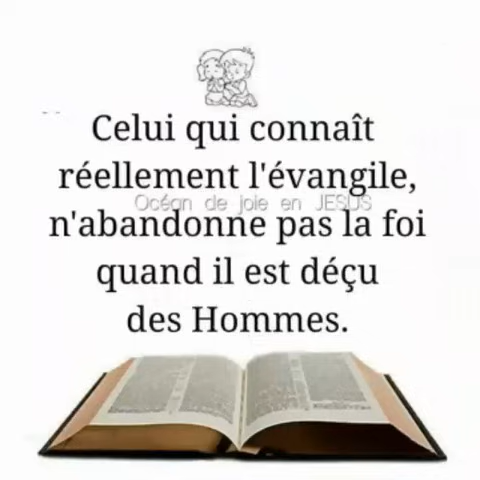 Celui qui connaît
réellement l'évangile,
Océan de joie en JESUS
n'abandonne pas la foi
quand il est déçu
des Hommes.